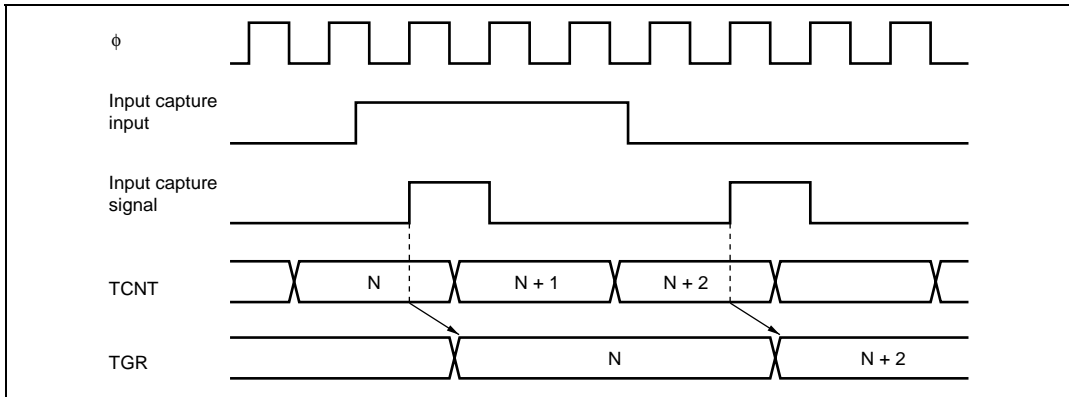 φ
Input capture
input
Input capture
signal
TCNT
N
N + 1
N + 2
TGR
N
N + 2